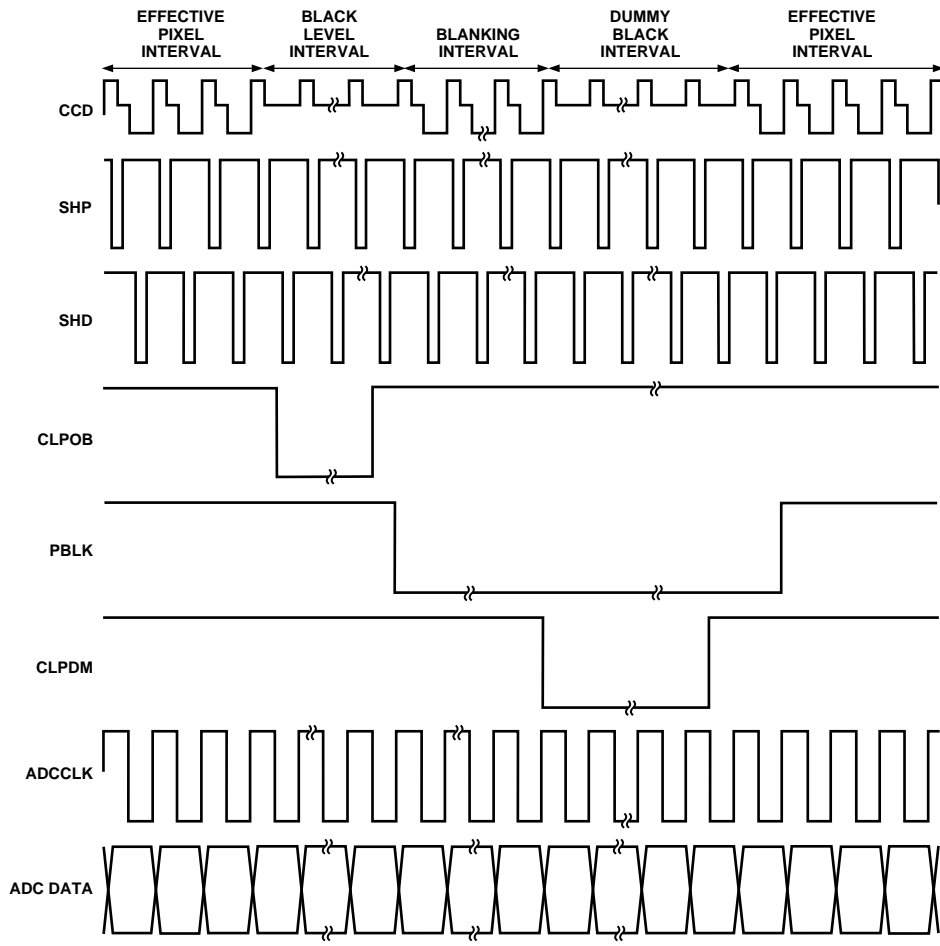 EFFECTIVE
PIXEL
INTERVAL
BLACK
LEVEL
INTERVAL
BLANKING
INTERVAL
DUMMY
BLACK
INTERVAL
EFFECTIVE
PIXEL
INTERVAL
CCD
SHP
SHD
CLPOB
PBLK
CLPDM
ADCCLK
ADC DATA